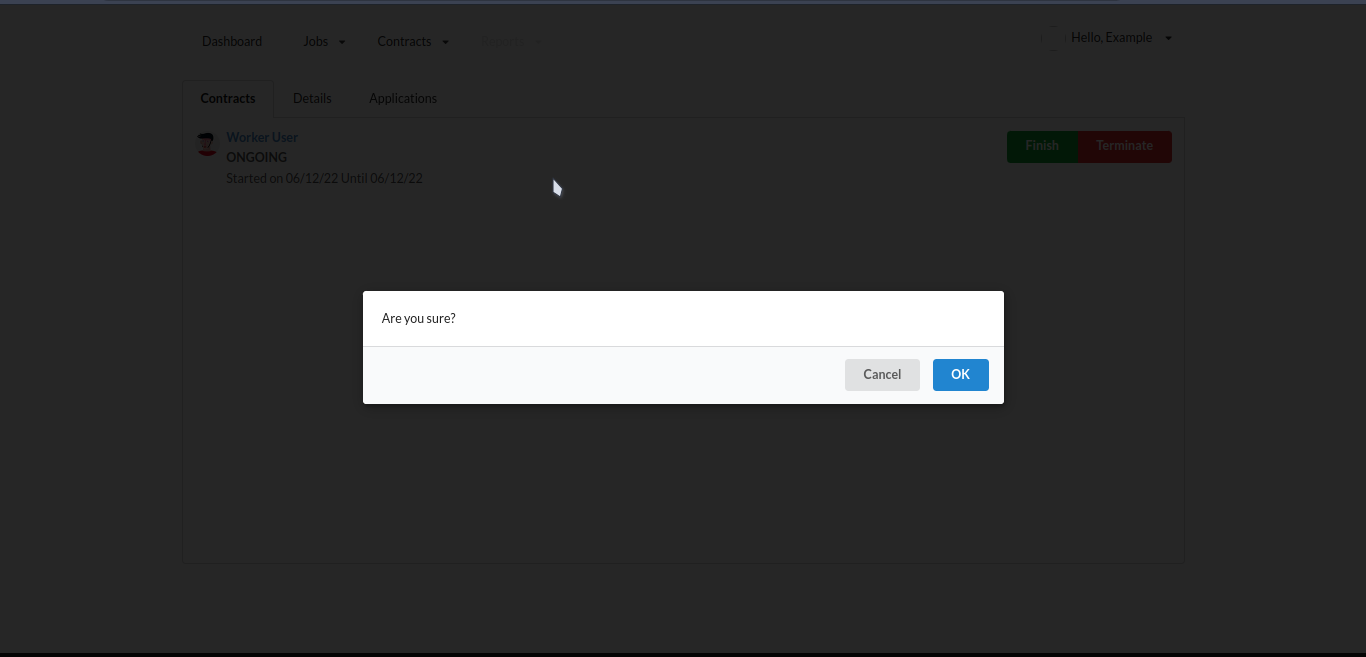 Dashboard Jobs Contracts Reports Hello, Example
Contracts Details Applications
Worker User
ONGOING
Started on 06/12/22 Until 06/12/22
Finish Terminate
Are you sure?
Cancel OK